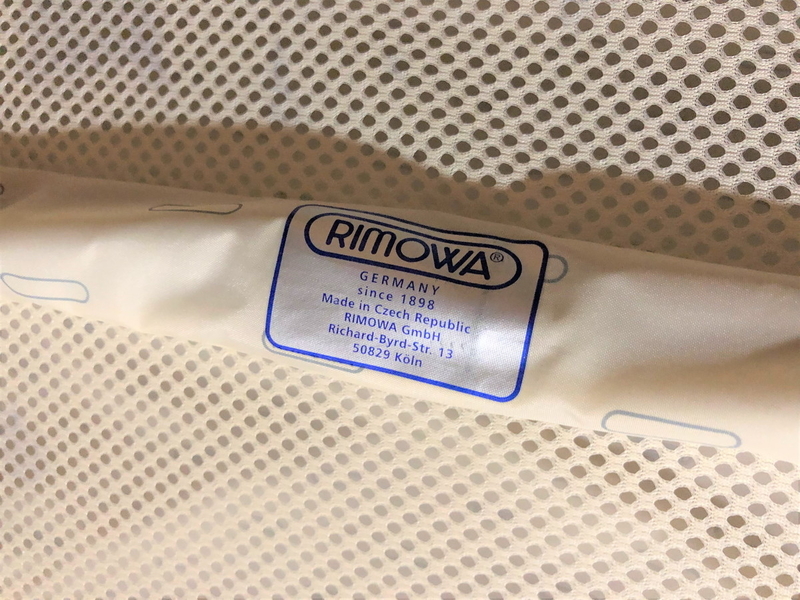 RIMOWA®
GERMANY
since 1898
Made in Czech Republic
RIMOWA GmbH
Richard-Byrd-Str. 13
50829 Köln